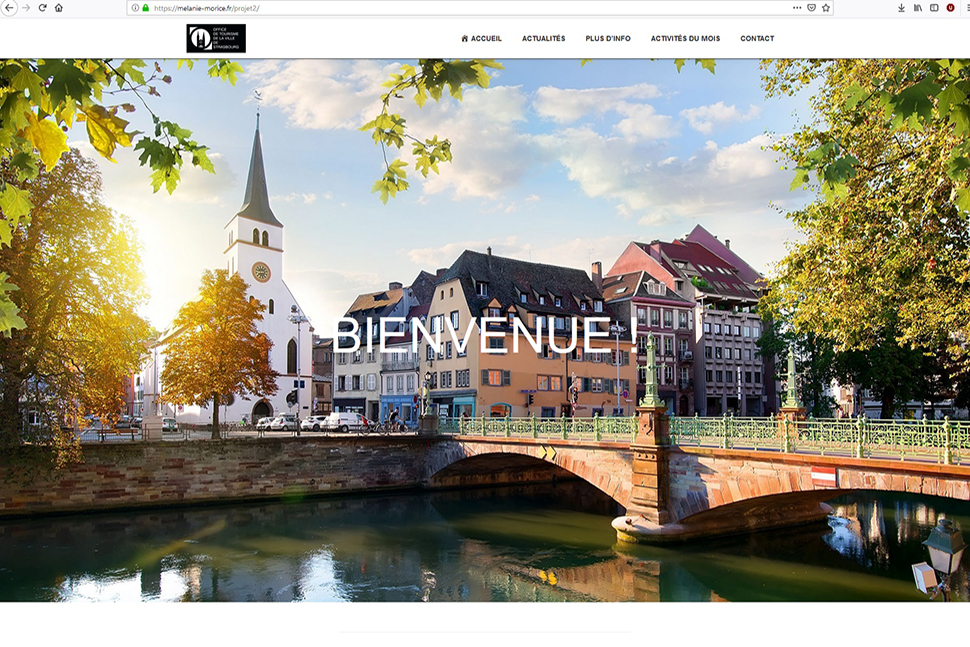 https://melanie-morice.fr/projet2/
OFFICE
DE TOURISME
DE LA VILLE
DE
STRASBOURG
ACCUEIL ACTUALITÉS PLUS D'INFO ACTIVITÉS DU MOIS CONTACT
BIENVENUE !